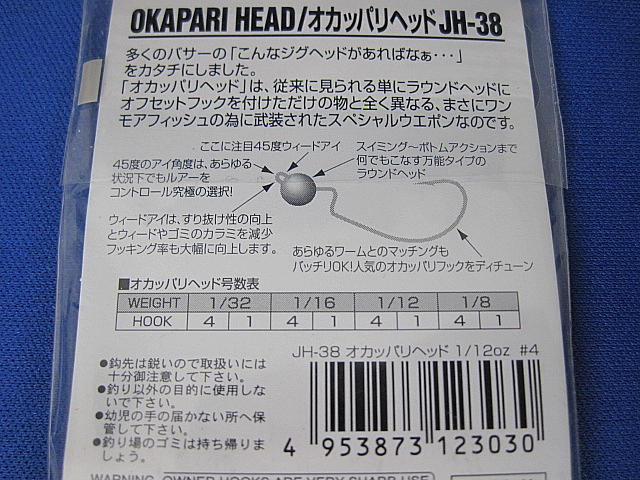 OKAPARI HEAD/オカッパリヘッドJH-38
多くのバサーの「こんなジグヘッドがあればなぁ・・・」
をカタチにしました。
「オカッパリヘッド」は、従来に見られる単にラウンドヘッドに
オフセットフックを付けただけの物と全く異なる、まさにワン
モアフィッシュの為に武装されたスペシャルウエポンなのです。
ここに注目45度ウィードアイ
45度のアイ角度は、あらゆる
状況下でもルアーを
コントロール究極の選択!
スイミング〜ボトムアクションまで
何でもこなす万能タイプの
ラウンドヘッド
ウィードアイは、すり抜け性の向上
とウィードやゴミのカラミを減少
フッキング率も大幅に向上します。
あらゆるワームとのマッチングも
バッチリOK!人気のオカッパリフックをディチューン
■オカッパリヘッド号数表
WEIGHT 1/32 1/16 1/12 1/8
HOOK 4 1 4 1 4 1 4 1
JH-38 オカッパリヘッド 1/12oz #4
●鈎先は鋭いので取扱いには
十分御注意して下さい。
●釣り以外の目的に使用しな
いで下さい。
●幼児の手の届かない所へ保
管して下さい。
●釣り場のゴミは持ち帰りま
しょう。
4 953873 123030
WARNING OWNER HOOKS ARE VERY SHARP USE